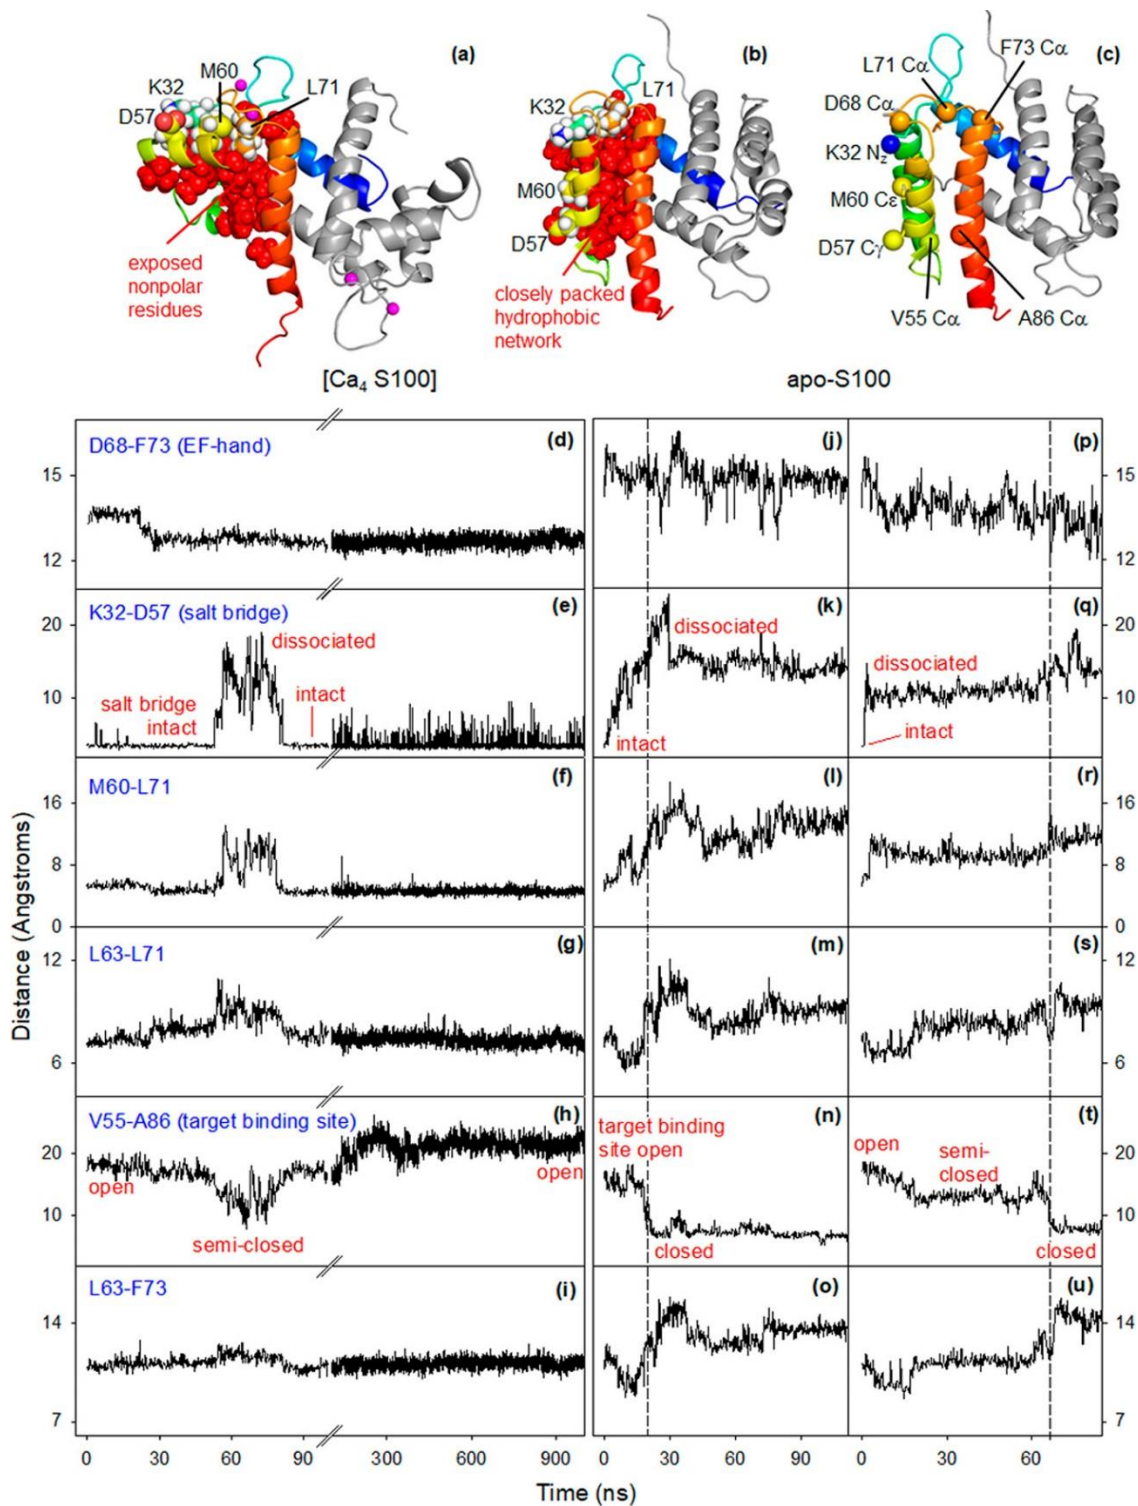 (a)
M60
K32
L71
D57
exposed
nonpolar
residues
(b)
K32
L71
M60
D57
closely packed
hydrophobic
network
(c)
F73 Cα
L71 Cα
D68 Cα
K32 Nz
M60 Cε
D57 Cγ
V55 Cα
A86 Cα
[Ca4 S100]
apo-S100
D68-F73 (EF-hand)
(d)
(j)
(p)
15
12
15
12
K32-D57 (salt bridge)
(e)
(k)
(q)
20
10
dissociated
salt bridge
intact
intact
dissociated
intact
dissociated
intact
20
10
M60-L71
(f)
(l)
(r)
16
8
0
16
8
0
L63-L71
(g)
(m)
(s)
12
6
12
6
V55-A86 (target binding site)
(h)
(n)
(t)
20
10
open
semi-closed
open
target binding
site open
closed
open
semi-
closed
closed
20
10
L63-F73
(i)
(o)
(u)
14
7
14
7
0 30 60 90 300 600 900
0 30 60 90
0 30 60
Distance (Angstroms)
Time (ns)